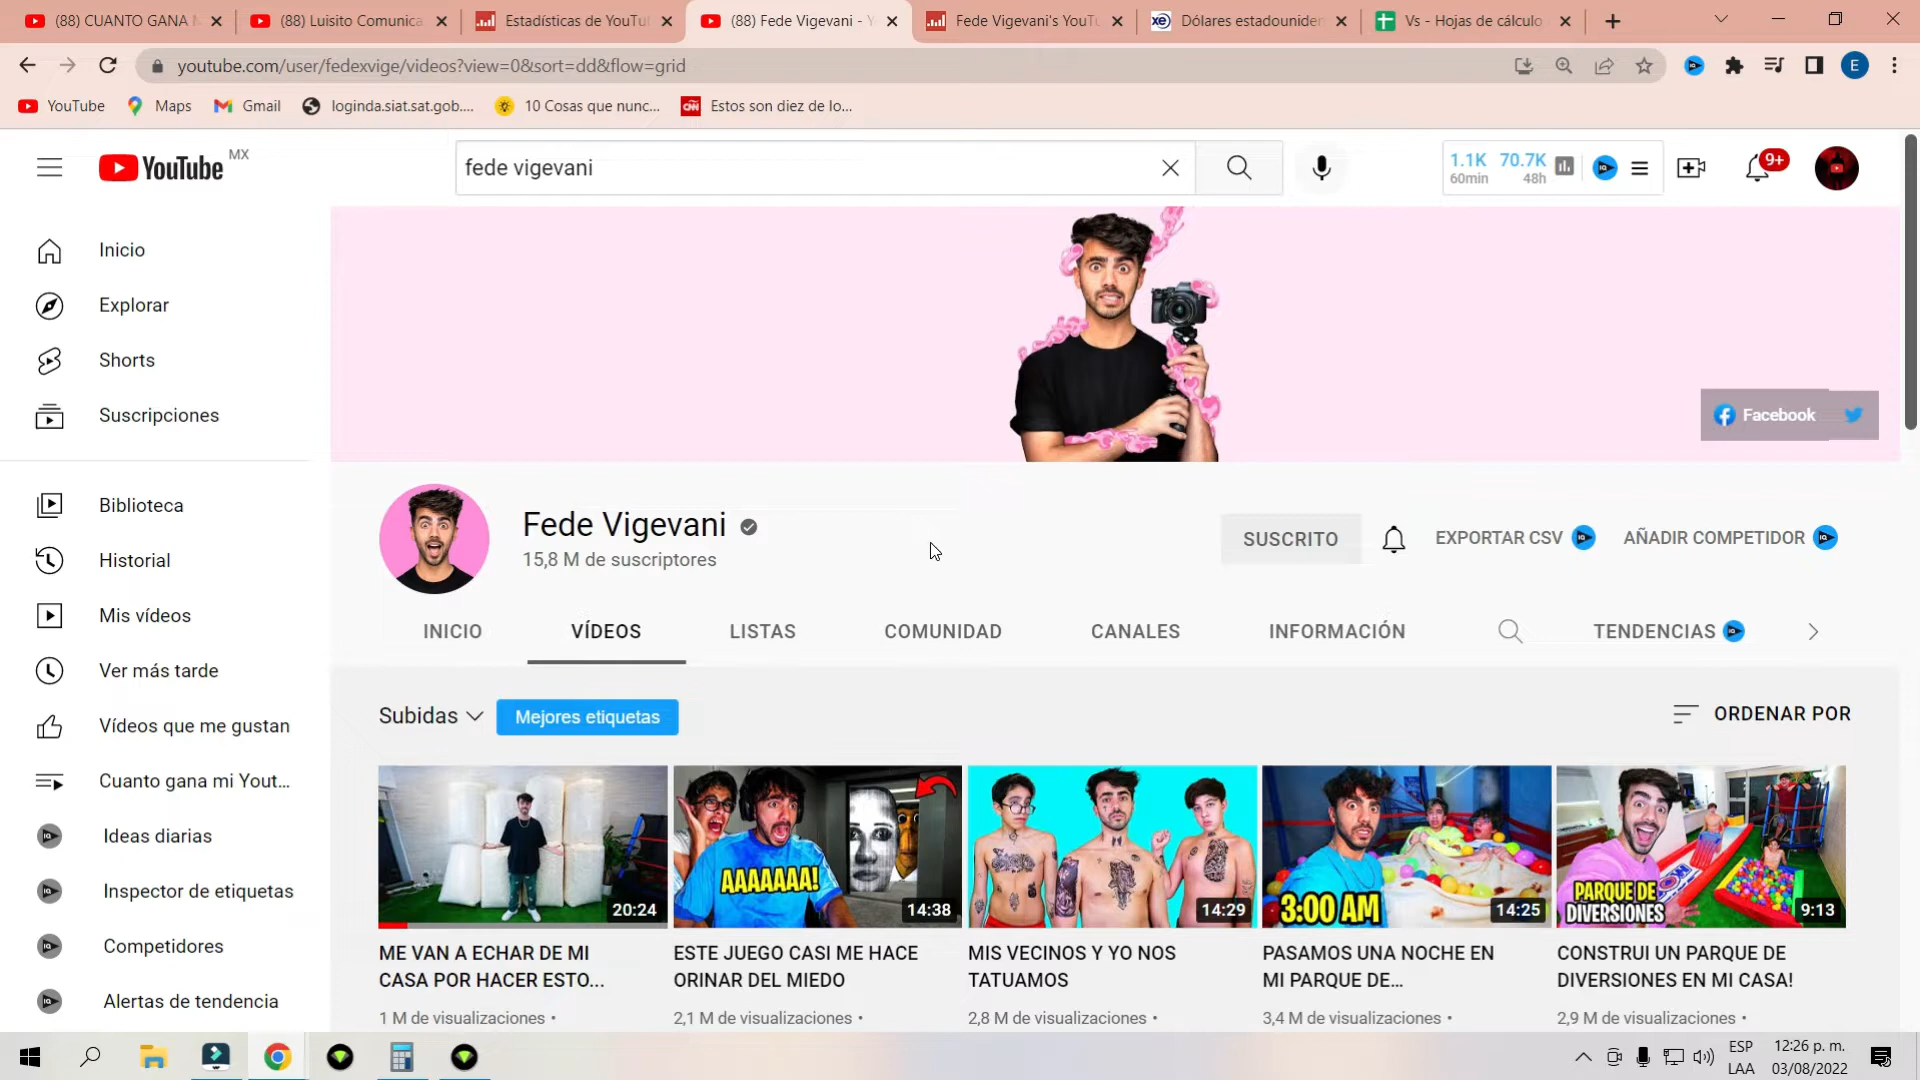 (88) CUANTO GANA
(88) Luisito Comunica
Estadísticas de YouTu
(88) Fede Vigevani - Y
Fede Vigevani's YouTu
Dólares estadouniden
Vs - Hojas de cálculo
youtube.com/user/fedexvige/videos?view=0&sort=dd&flow=grid
E
YouTube
Maps
Gmail
loginda.siat.sat.gob....
10 Cosas que nunc...
Estos son diez de lo...
YouTube MX
fede vigevani
1.1K 70.7K
60min 48h
9+
Inicio
Explorar
Shorts
Suscripciones
Biblioteca
Historial
Mis vídeos
Ver más tarde
Vídeos que me gustan
Cuanto gana mi Yout...
Ideas diarias
Inspector de etiquetas
Competidores
Alertas de tendencia
Facebook
Fede Vigevani
15,8 M de suscriptores
SUSCRITO
EXPORTAR CSV
AÑADIR COMPETIDOR
INICIO
VÍDEOS
LISTAS
COMUNIDAD
CANALES
INFORMACIÓN
TENDENCIAS
Subidas
Mejores etiquetas
ORDENAR POR
20:24
AAAAAAA!
14:38
14:29
3:00 AM
14:25
PARQUE DE
DIVERSIONES
9:13
ME VAN A ECHAR DE MI
CASA POR HACER ESTO...
1 M de visualizaciones •
ESTE JUEGO CASI ME HACE
ORINAR DEL MIEDO
2,1 M de visualizaciones •
MIS VECINOS Y YO NOS
TATUAMOS
2,8 M de visualizaciones •
PASAMOS UNA NOCHE EN
MI PARQUE DE...
3,4 M de visualizaciones •
CONSTRUI UN PARQUE DE
DIVERSIONES EN MI CASA!
2,9 M de visualizaciones •
ESP
LAA
12:26 p. m.
03/08/2022